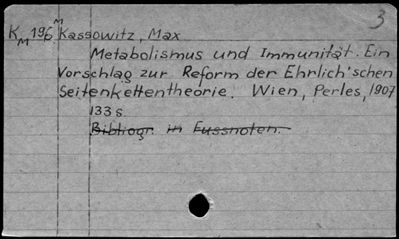 3
K M 196 M Kassowitz, Max
Metabolismus und Immunität. Ein
Vorschlag zur Reform der Ehrlich'schen
Seitenkettentheorie. Wien, Perles, 1907
133 s
Bibliogr. in Fussnoten.